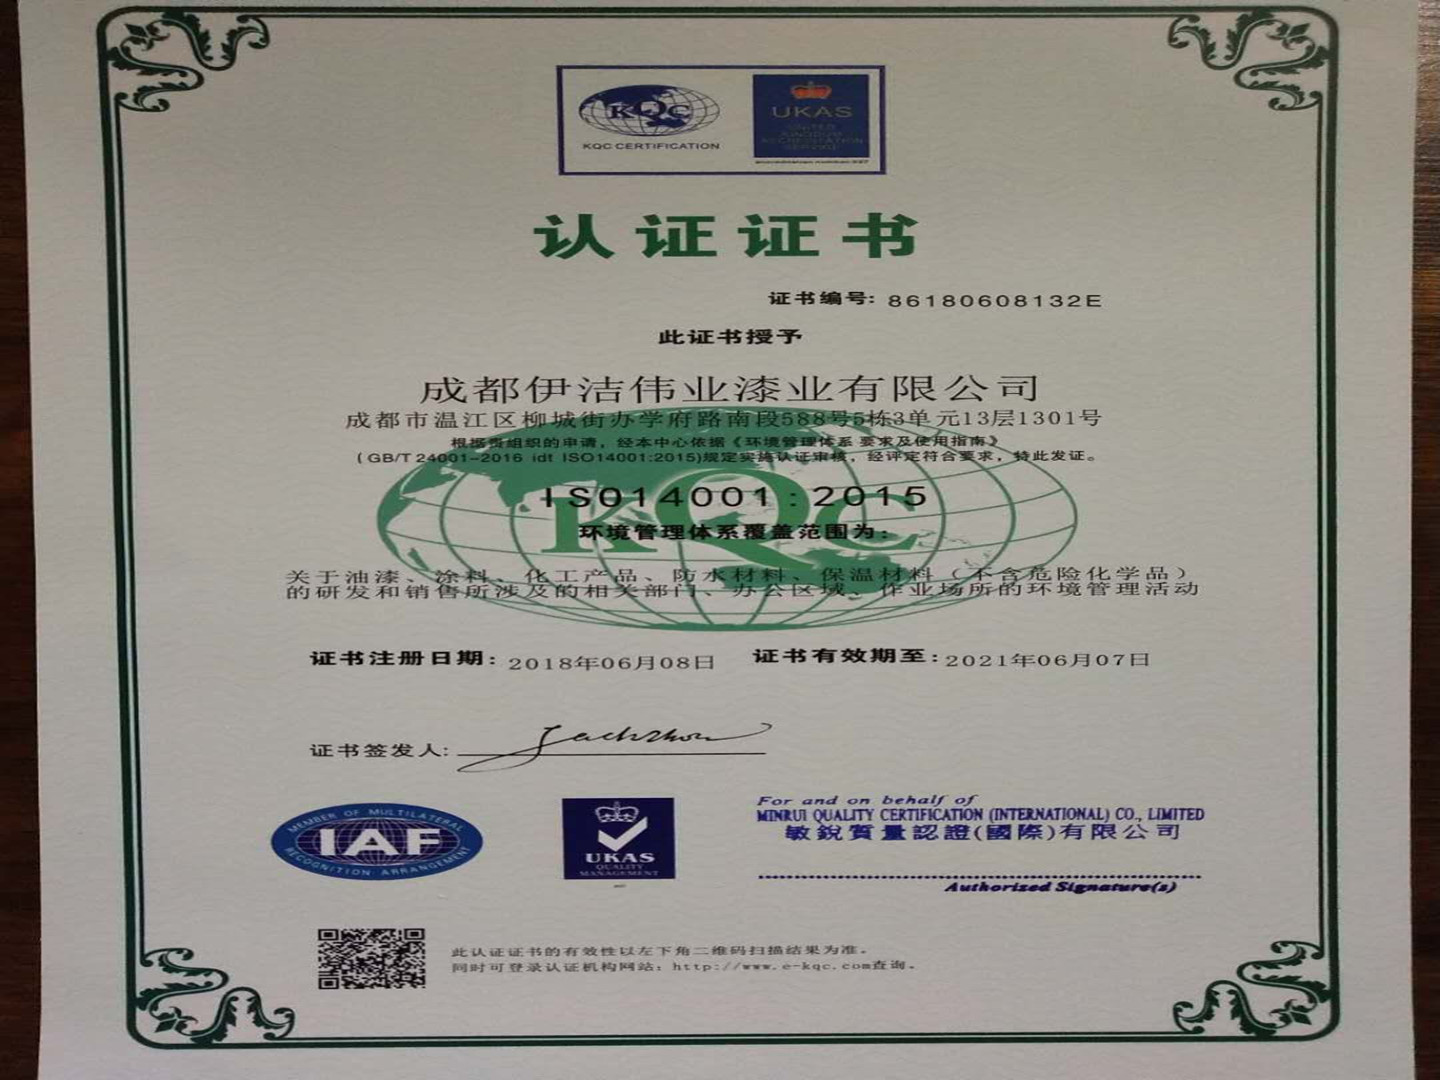 KQC
KQC CERTIFICATION
UKAS
认证证书
证书编号: 86180608132E
此证书授予
成都伊洁伟业漆业有限公司
成都市温江区柳城街办学府路南段588号5栋3单元13层1301号
根据贵组织的申请，经本中心依据《环境管理体系 要求及使用指南》
(GB/T 24001-2016 idt ISO14001:2015)规定实施认证审核，经评定符合要求，特此发证。
ISO14001:2015
KQC
环境管理体系覆盖范围为:
关于油漆、涂料、化工产品、防水材料、保温材料（不含危险化学品）
的研发和销售所涉及的相关部门、办公区域、作业场所的环境管理活动
证书注册日期: 2018年06月08日 证书有效期至: 2021年06月07日
证书签发人:
MEMBER OF MULTILATERAL
IAF
RECOGNITION ARRANGEMENT
UKAS
QUALITY
MANAGEMENT
For and on behalf of
MINRUI QUALITY CERTIFICATION (INTERNATIONAL) CO., LIMITED
敏銳質量認證(國際)有限公司
Authorized Signature(s)
此认证证书的有效性以左下角二维码扫描结果为准。
同时可登录认证机构网站: http://www.e-kqc.com查询。